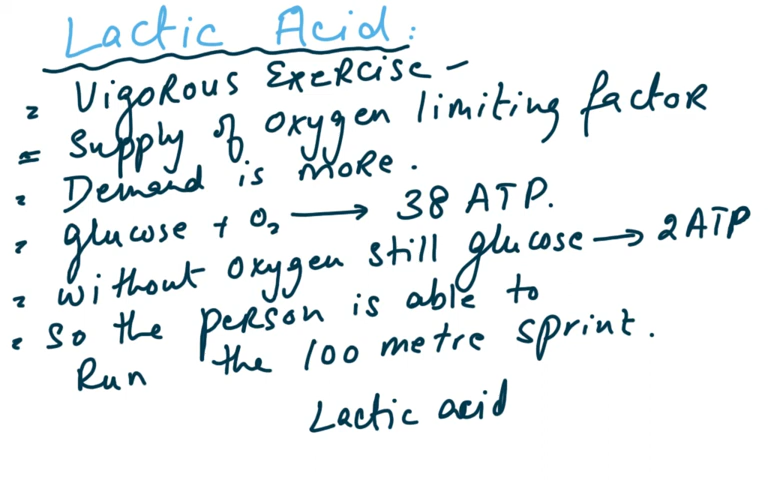 Lactic Acid:
Vigorous Exercise -
Supply of oxygen limiting factor
Demand is more.
glucose + O₂ → 38 ATP.
without oxygen still glucose → 2ATP
So the person is able to
Run the 100 metre sprint.
Lactic acid